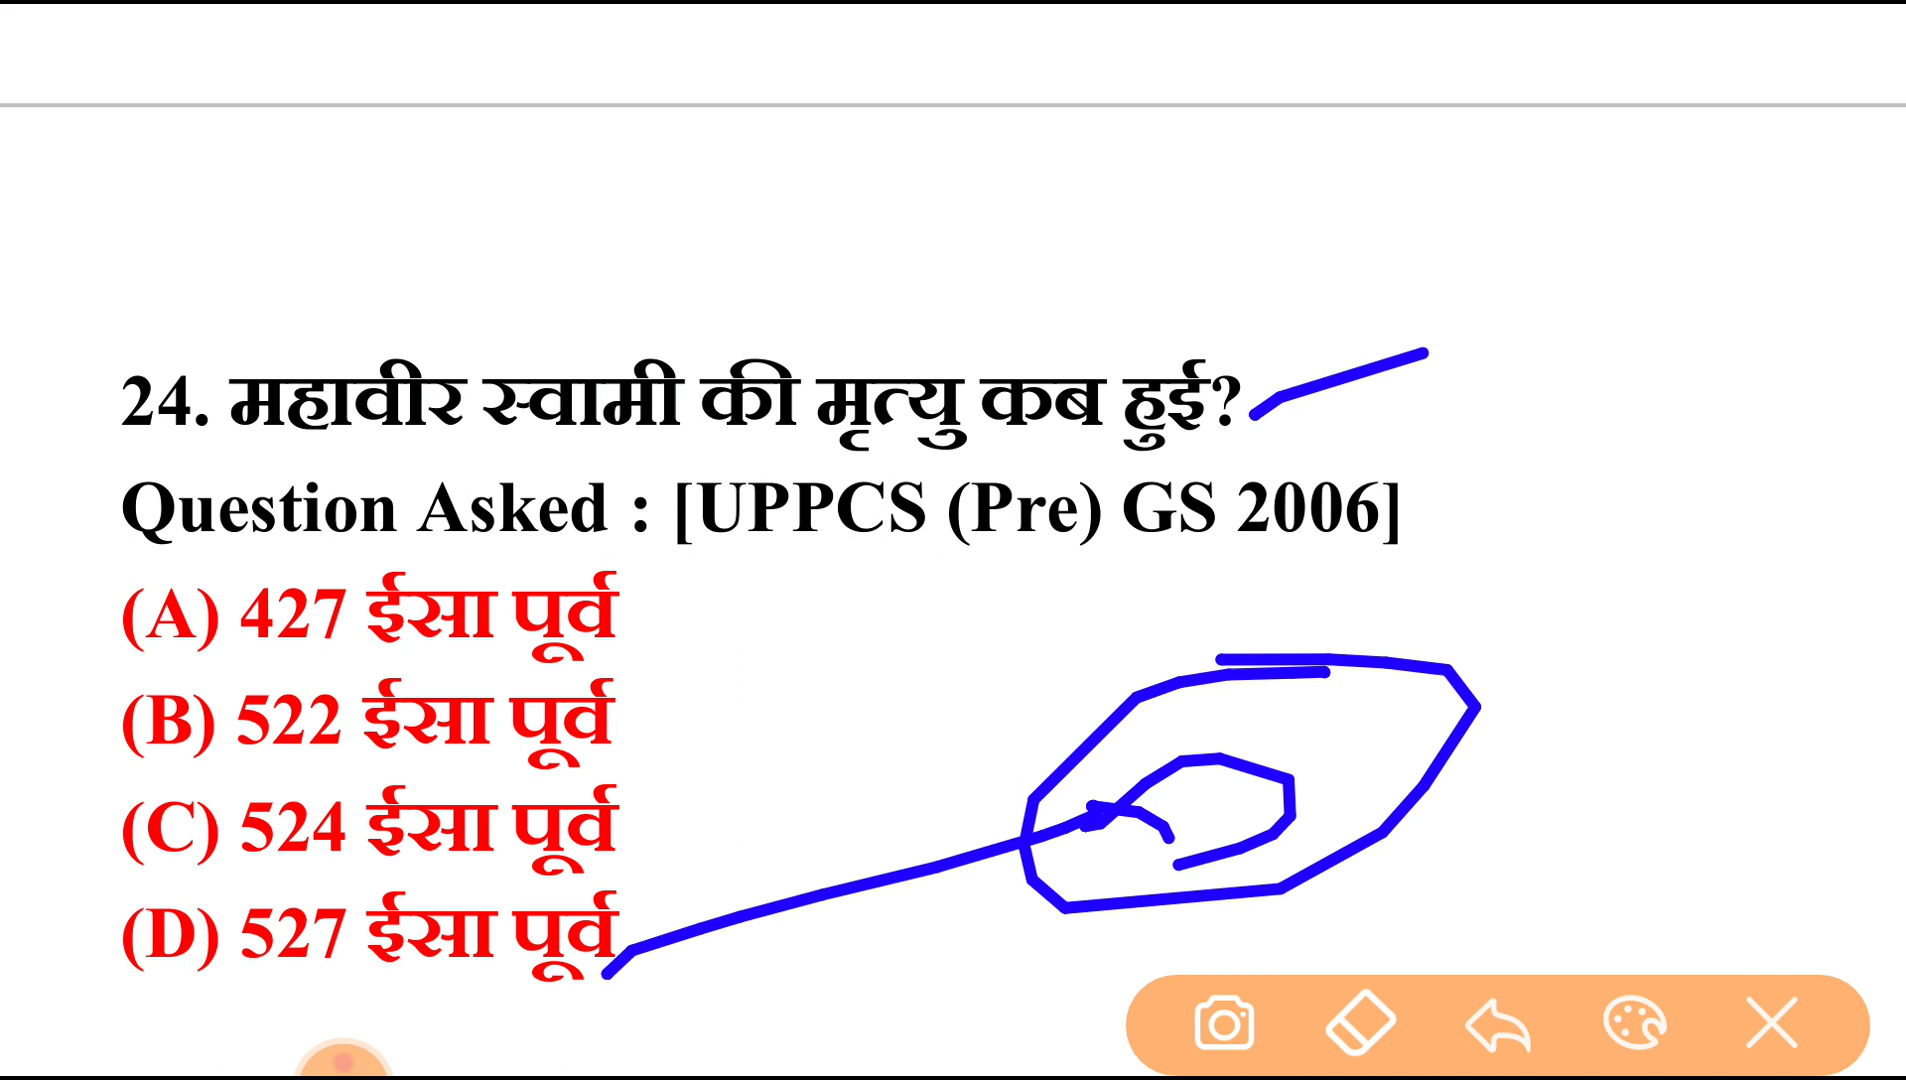 24. महावीर स्वामी की मृत्यु कब हुई?
Question Asked : [UPPCS (Pre) GS 2006]
(A) 427 ईसा पूर्व
(B) 522 ईसा पूर्व
(C) 524 ईसा पूर्व
(D) 527 ईसा पूर्व